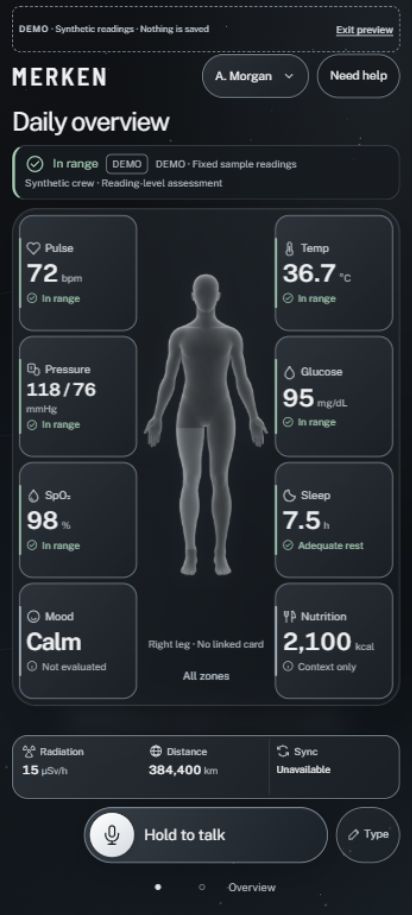 DEMO · Synthetic readings · Nothing is saved
Exit preview
MERKEN
A. Morgan
Need help
Daily overview
In range DEMO DEMO · Fixed sample readings
Synthetic crew · Reading-level assessment
Pulse
72 bpm
In range
Temp
36.7 °C
In range
Pressure
118 / 76
mmHg
In range
Glucose
95 mg/dL
In range
SpO₂
98 %
In range
Sleep
7.5 h
Adequate rest
Mood
Calm
Not evaluated
Right leg · No linked card
All zones
Nutrition
2,100 kcal
Context only
Radiation
15 μSv/h
Distance
384,400 km
Sync
Unavailable
Hold to talk
Type
Overview